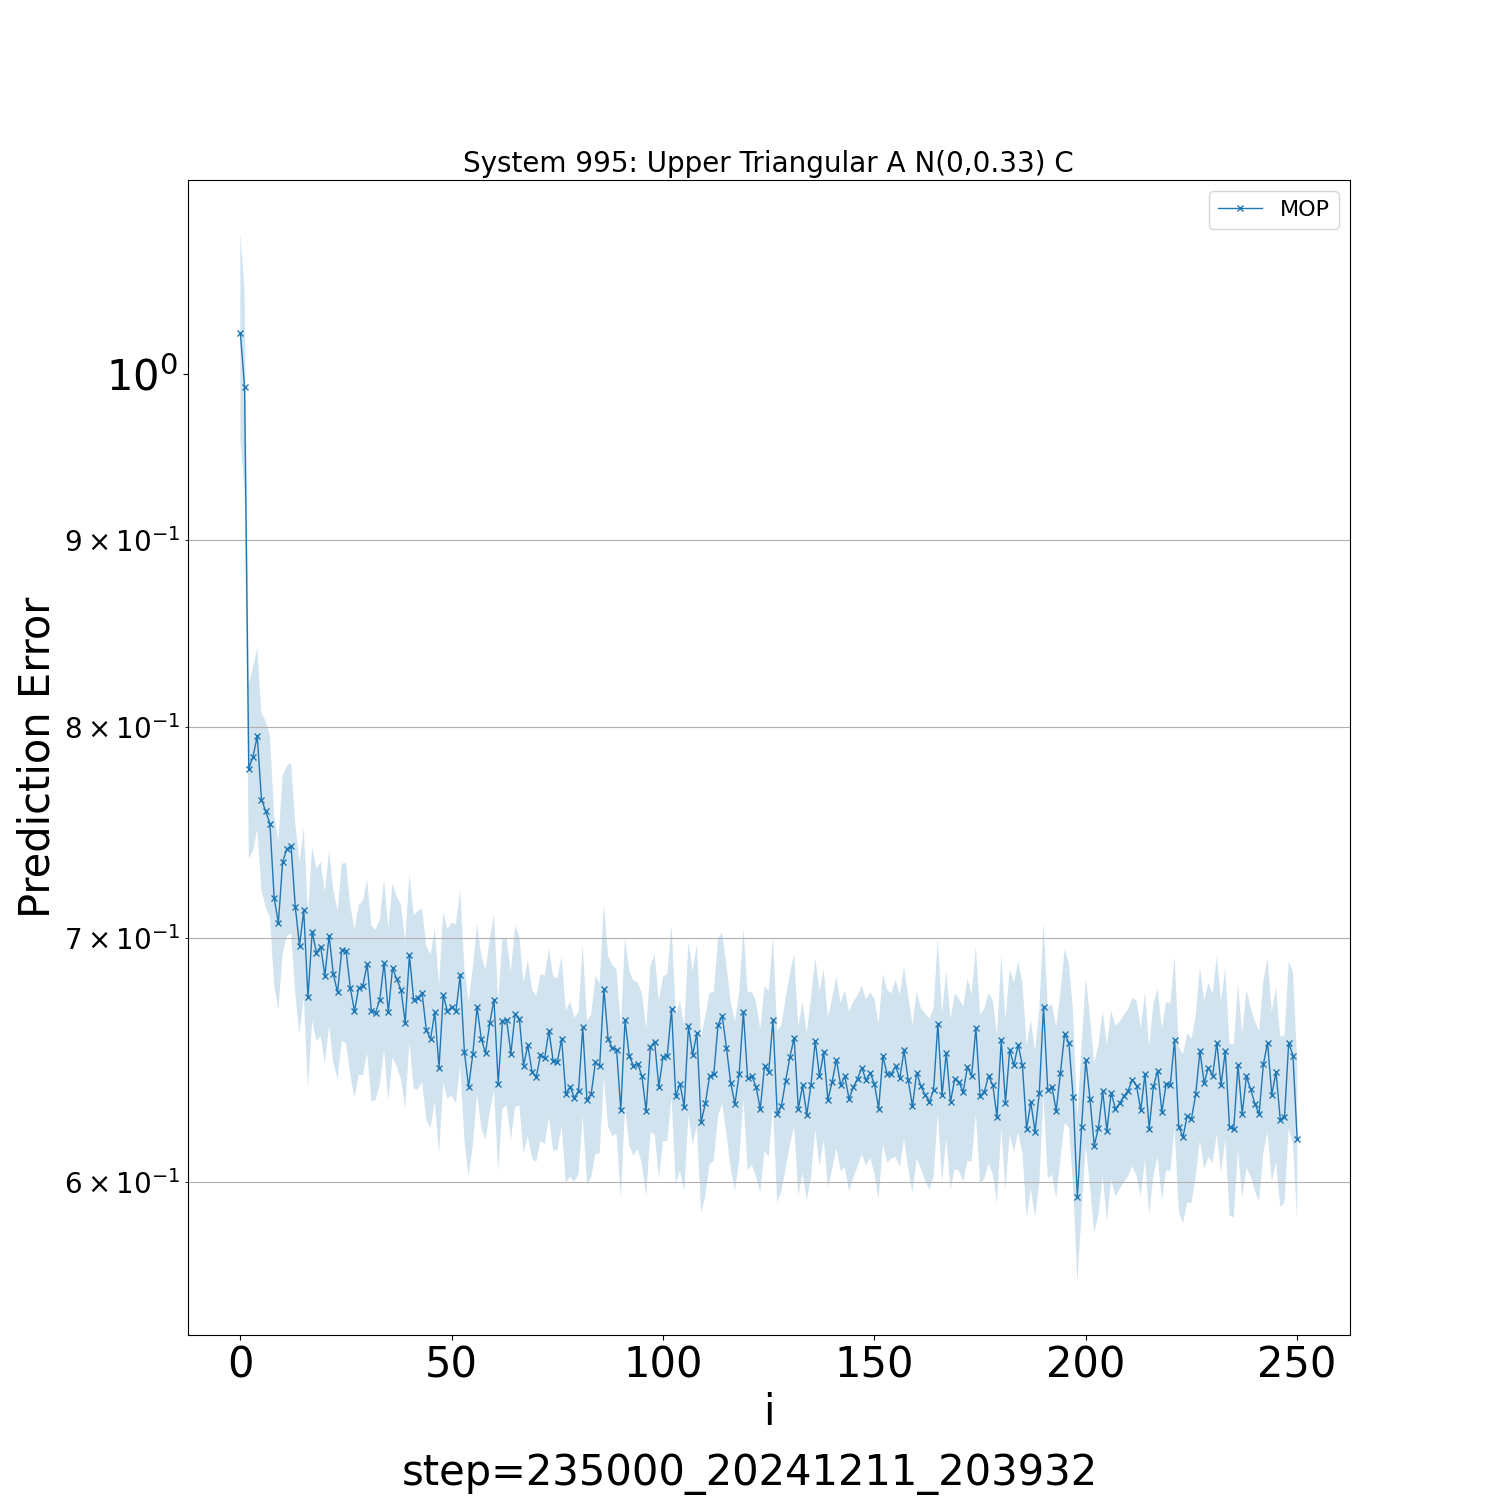 System 995: Upper Triangular A N(0,0.33) C
MOP
10⁰
9 × 10⁻¹
8 × 10⁻¹
7 × 10⁻¹
6 × 10⁻¹
Prediction Error
0 50 100 150 200 250
i
step=235000_20241211_203932